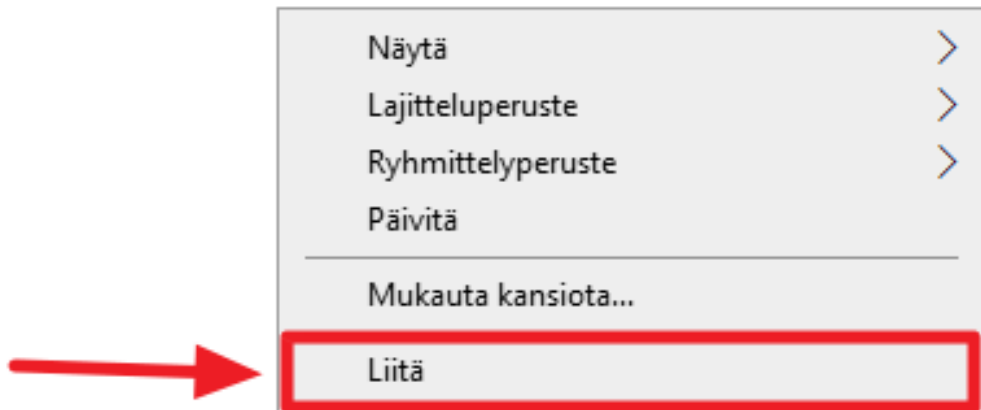 Näytä
Lajitteluperuste
Ryhmittelyperuste
Päivitä
Mukauta kansiota...
Liitä